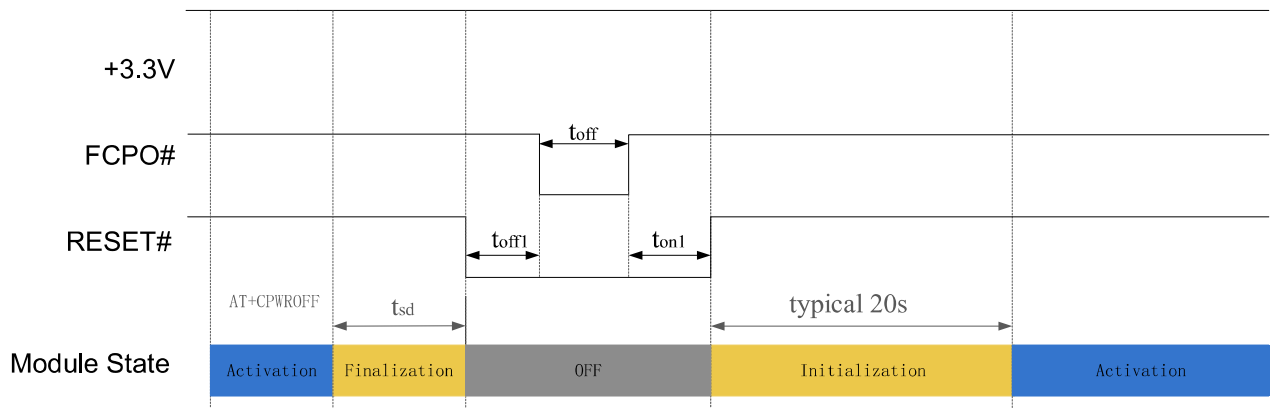 +3.3V
toff
FCPO#
RESET#
toff1
ton1
AT+CPWROFF
tsd
typical 20s
Module State
Activation
Finalization
OFF
Initialization
Activation